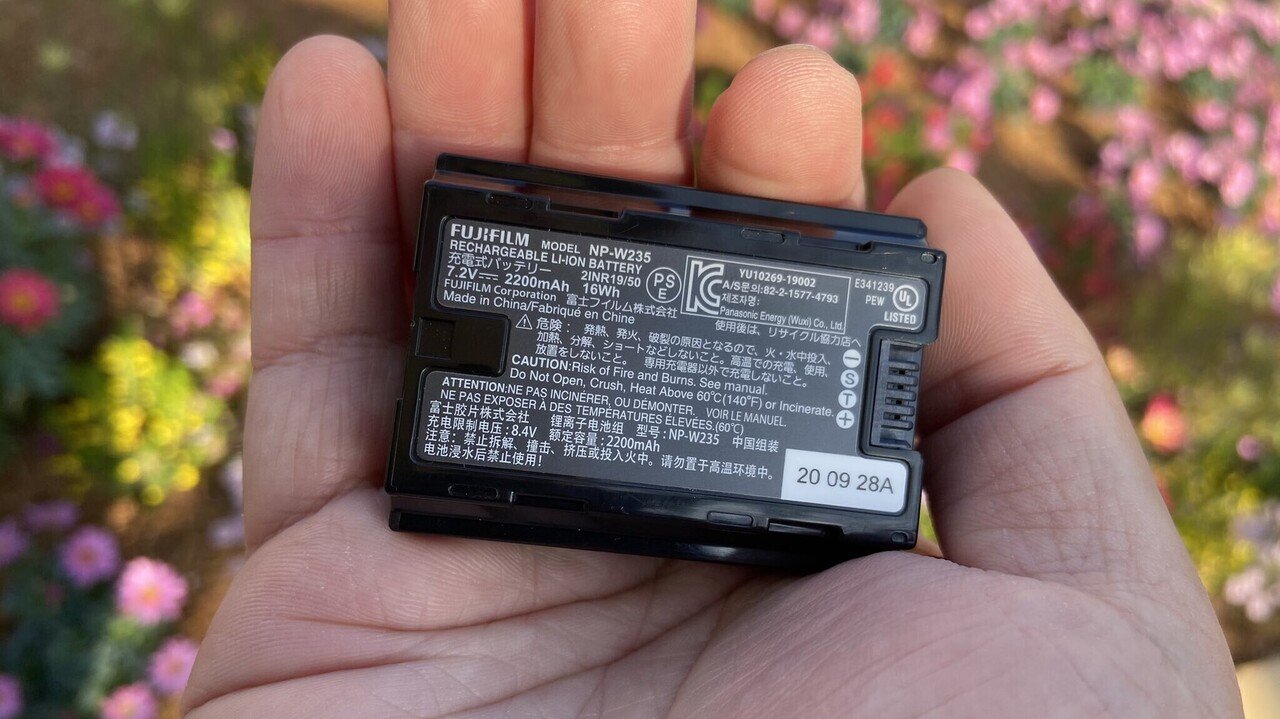 FUJIFILM MODEL NP-W235
RECHARGEABLE LI-ION BATTERY
充電式バッテリー 2INR19/50
7.2V⎓ 2200mAh 16Wh
FUJIFILM Corporation 富士フイルム株式会社
Made in China/Fabriqué en Chine
PS
E
YU10269-19002
A/S문의:82-2-1577-4793
제조자명:
Panasonic Energy (Wuxi) Co., Ltd.
E341239
PEW
UL
LISTED
使用後は、リサイクル協力店へ
⚠危険： 発熱、発火、破裂の原因となるので、火・水中投入、
加熱、分解、ショートなどしないこと。高温での充電、使用、
放置をしないこと。 専用充電器以外で充電しないこと。
CAUTION:Risk of Fire and Burns. See manual.
Do Not Open, Crush, Heat Above 60℃(140°F) or Incinerate.
ATTENTION:NE PAS INCINÉRER, OU DÉMONTER. VOIR LE MANUEL.
NE PAS EXPOSER À DES TEMPÉRATURES ÉLEVÉES.(60℃)
富士胶片株式会社 锂离子电池组 型号:NP-W235 中国组装
充电限制电压:8.4V 额定容量:2200mAh
注意: 禁止拆解、撞击、挤压或投入火中。请勿置于高温环境中。
电池浸水后禁止使用!
−
S
T
+
20 09 28A